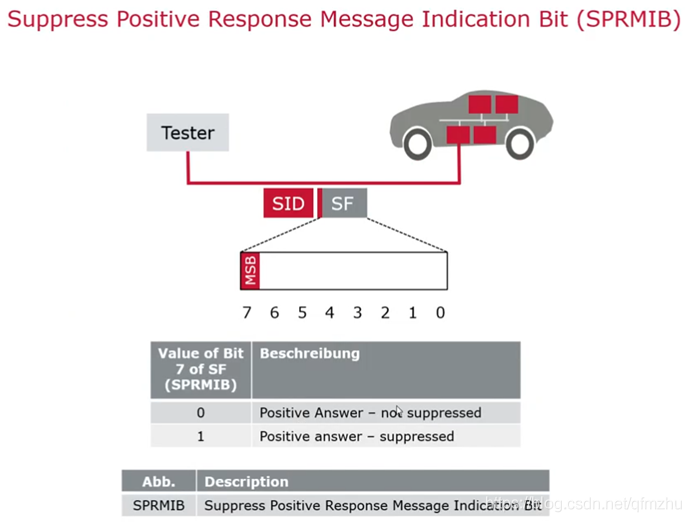 Suppress Positive Response Message Indication Bit (SPRMIB)
Tester
SID SF
MSB
7 6 5 4 3 2 1 0
Value of Bit 7 of SF (SPRMIB) Beschreibung
0 Positive Answer – not suppressed
1 Positive answer – suppressed
Abb. Description
SPRMIB Suppress Positive Response Message Indication Bit
https://blog.csdn.net/qfmzhu